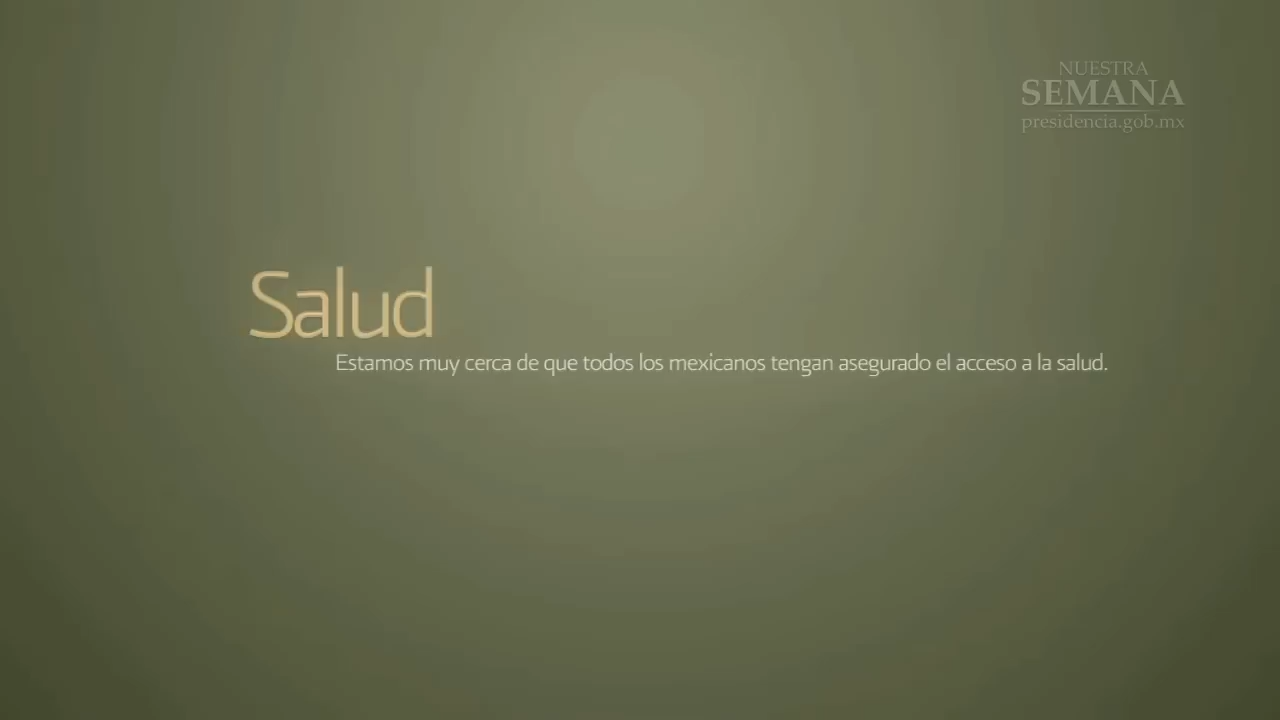 NUESTRA
SEMANA
presidencia.gob.mx
Salud
Estamos muy cerca de que todos los mexicanos tengan asegurado el acceso a la salud.